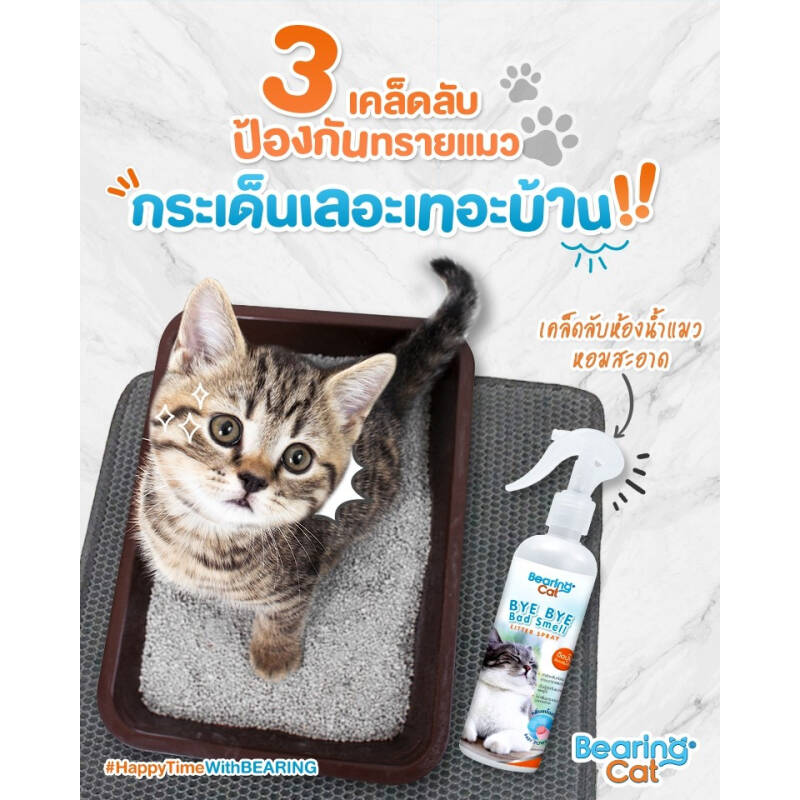 Bearing
Cat
3 เคล็ดลับ
ป้องกันทรายแมว
กระเด็นเลอะเทอะบ้าน!!
เคล็ดลับห้องน้ำแมว
หอมสะอาด
Bearing
Cat
BYE BYE
Bad Smell
LITTER SPRAY
#HappyTimeWithBEARING
Bearing
Cat